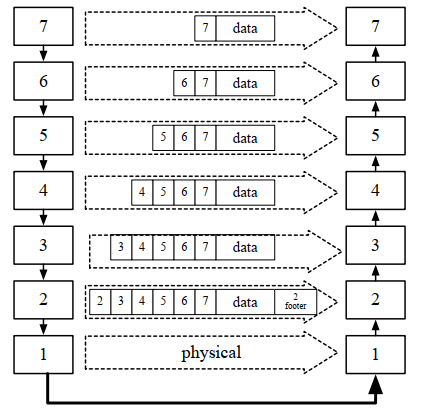 7 7 data 7
6 6 7 data 6
5 5 6 7 data 5
4 4 5 6 7 data 4
3 3 4 5 6 7 data 3
2 2 3 4 5 6 7 data 2 footer 2
1 physical 1